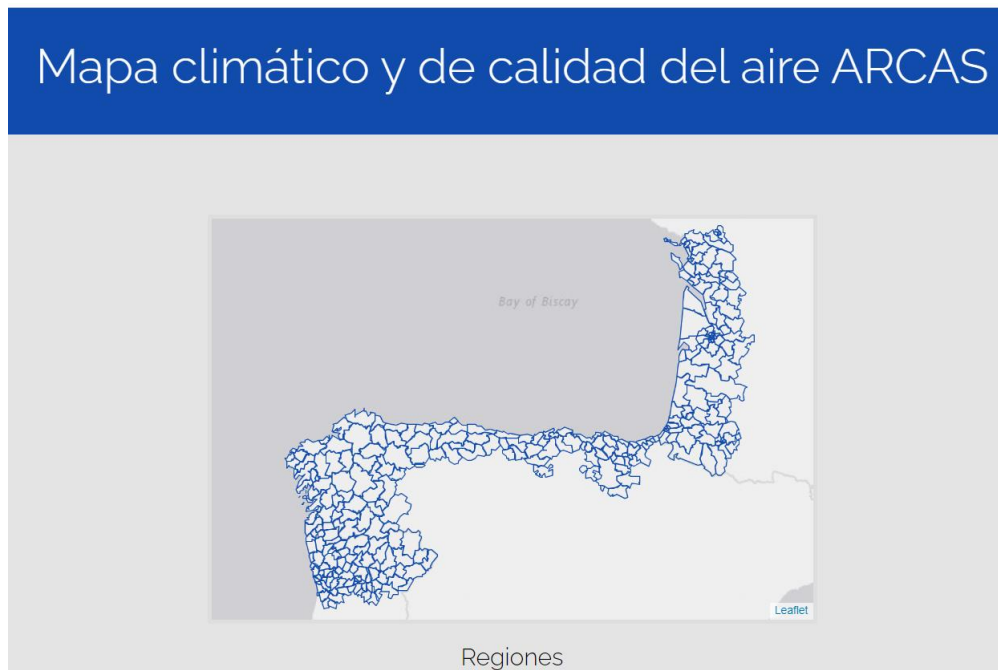 Mapa climático y de calidad del aire ARCAS
Bay of Biscay
Leaflet
Regiones